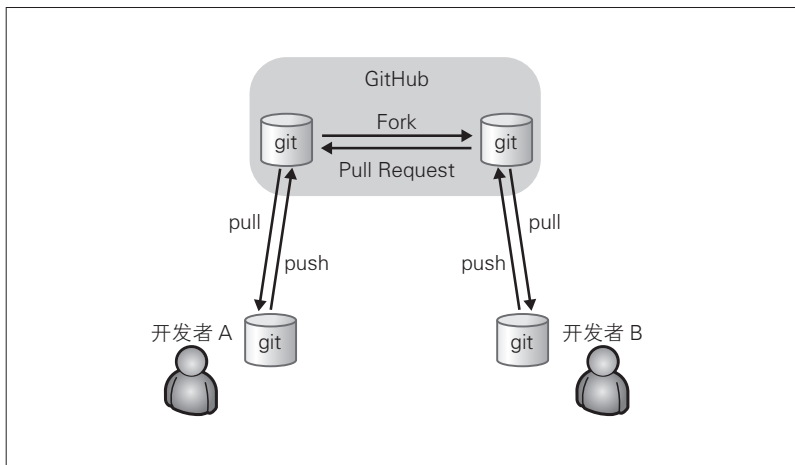 GitHub
Fork
git
git
Pull Request
pull
pull
push
push
开发者 A
git
git
开发者 B